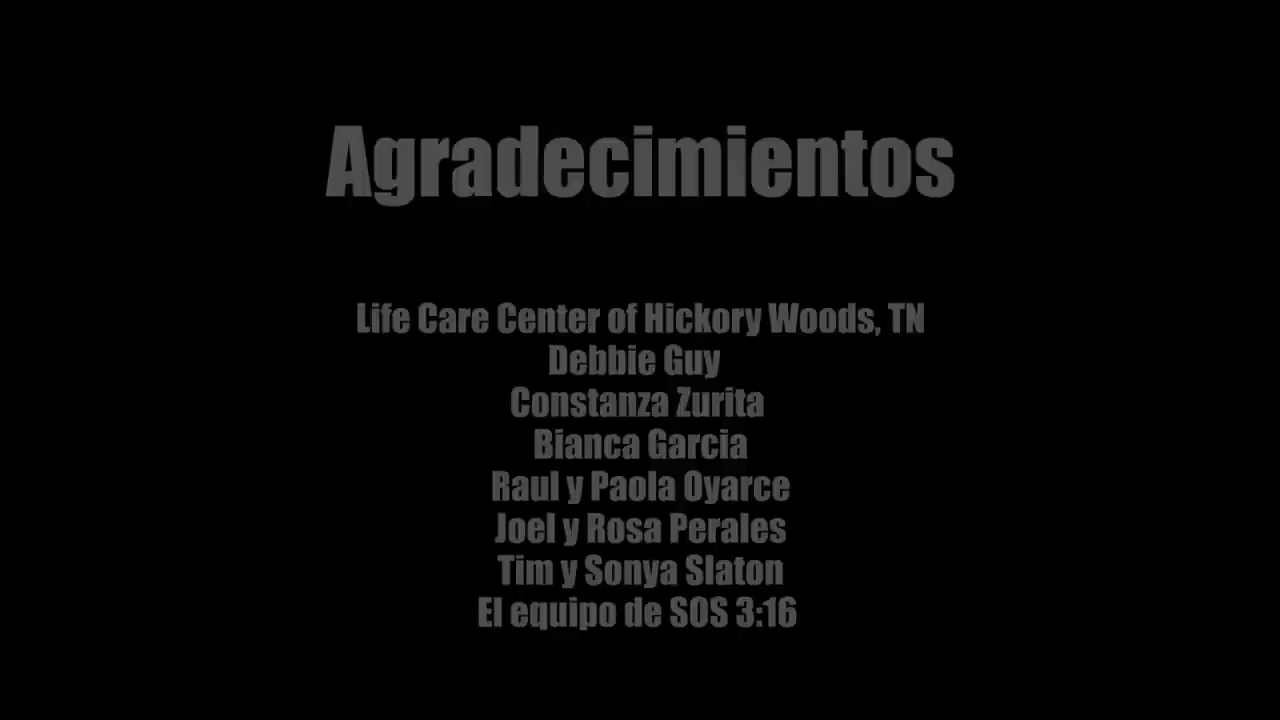 Agradecimientos
Life Care Center of Hickory Woods, TN
Debbie Guy
Constanza Zurita
Bianca Garcia
Raul y Paola Oyarce
Joel y Rosa Perales
Tim y Sonya Slaton
El equipo de SOS 3:16